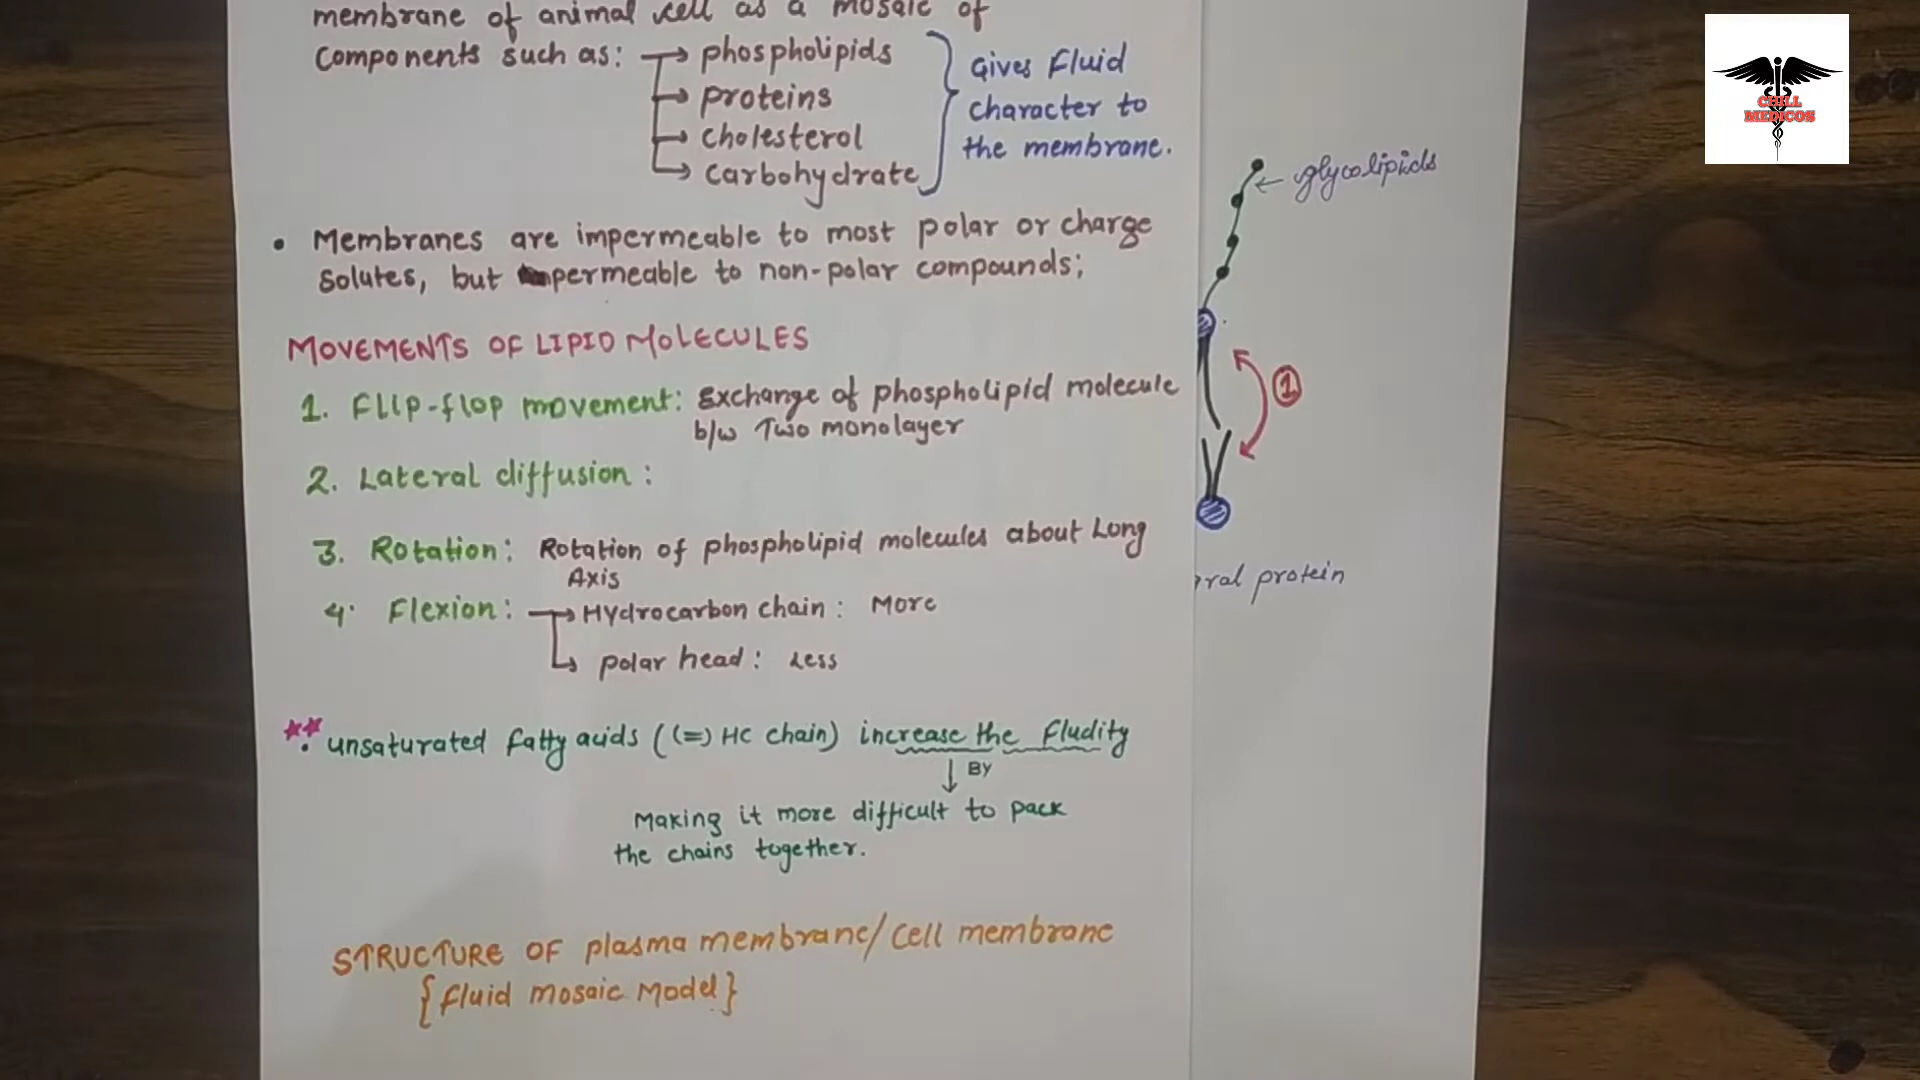 membrane of animal cell as a mosaic of
components such as: → phospholipids
→ proteins
→ cholesterol
→ carbohydrate
Gives fluid
character to
the membrane.
• Membranes are impermeable to most polar or charge
solutes, but permeable to non-polar compounds;
MOVEMENTS OF LIPID MOLECULES
1. Flip-flop movement: Exchange of phospholipid molecule
b/w Two monolayer
2. Lateral diffusion:
3. Rotation: Rotation of phospholipid molecules about Long
Axis
4. Flexion: → Hydrocarbon chain: More
→ polar head: Less
** • unsaturated fatty acids ((=) HC chain) increase the Fludity
↓ BY
Making it more difficult to pack
the chains together.
STRUCTURE OF plasma membrane/cell membrane
{fluid mosaic Model}
← glycolipids
1
ral protein
CHILL
MEDICOS